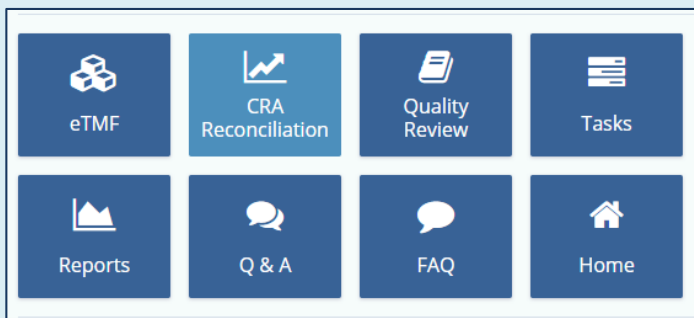 eTMF
CRA
Reconciliation
Quality
Review
Tasks
Reports
Q & A
FAQ
Home